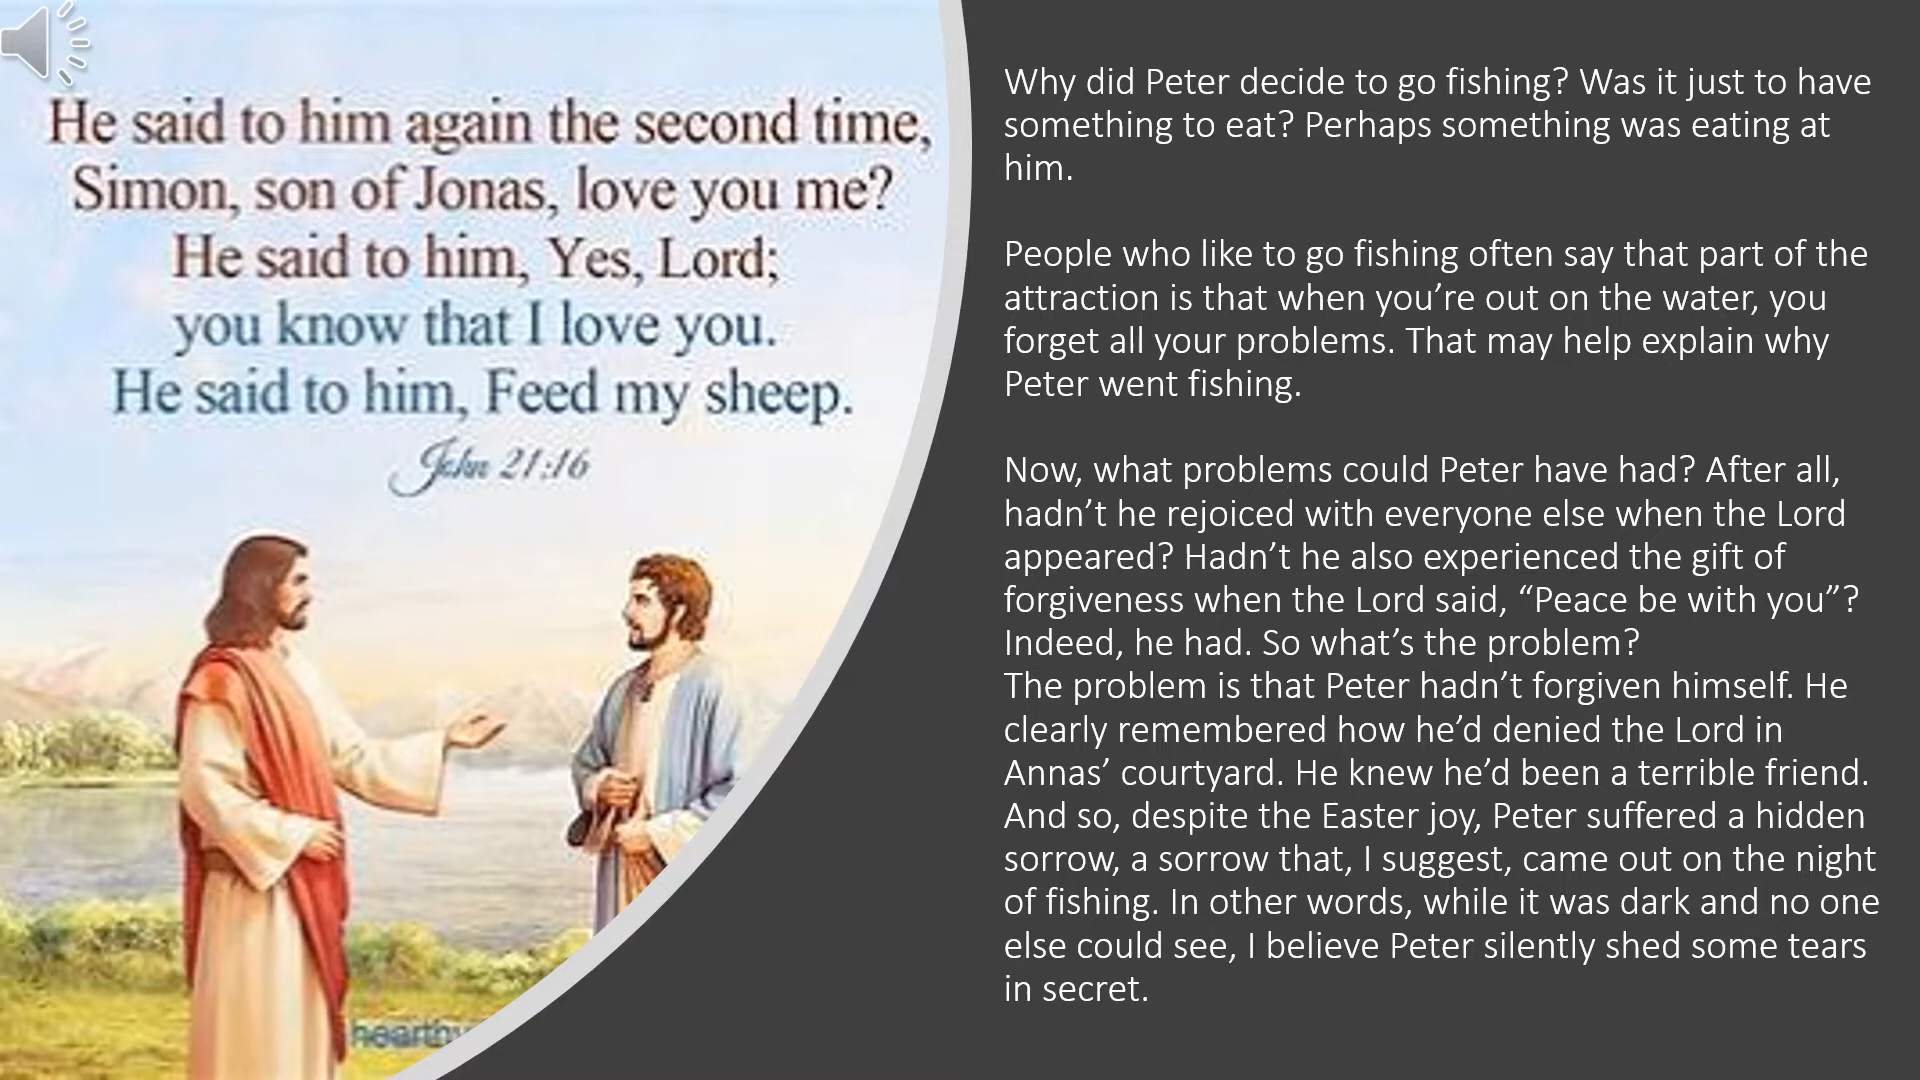 He said to him again the second time,
Simon, son of Jonas, love you me?
He said to him, Yes, Lord;
you know that I love you.
He said to him, Feed my sheep.
John 21:16
Why did Peter decide to go fishing? Was it just to have
something to eat? Perhaps something was eating at
him.
People who like to go fishing often say that part of the
attraction is that when you’re out on the water, you
forget all your problems. That may help explain why
Peter went fishing.
Now, what problems could Peter have had? After all,
hadn’t he rejoiced with everyone else when the Lord
appeared? Hadn’t he also experienced the gift of
forgiveness when the Lord said, “Peace be with you”?
Indeed, he had. So what’s the problem?
The problem is that Peter hadn’t forgiven himself. He
clearly remembered how he’d denied the Lord in
Annas’ courtyard. He knew he’d been a terrible friend.
And so, despite the Easter joy, Peter suffered a hidden
sorrow, a sorrow that, I suggest, came out on the night
of fishing. In other words, while it was dark and no one
else could see, I believe Peter silently shed some tears
in secret.